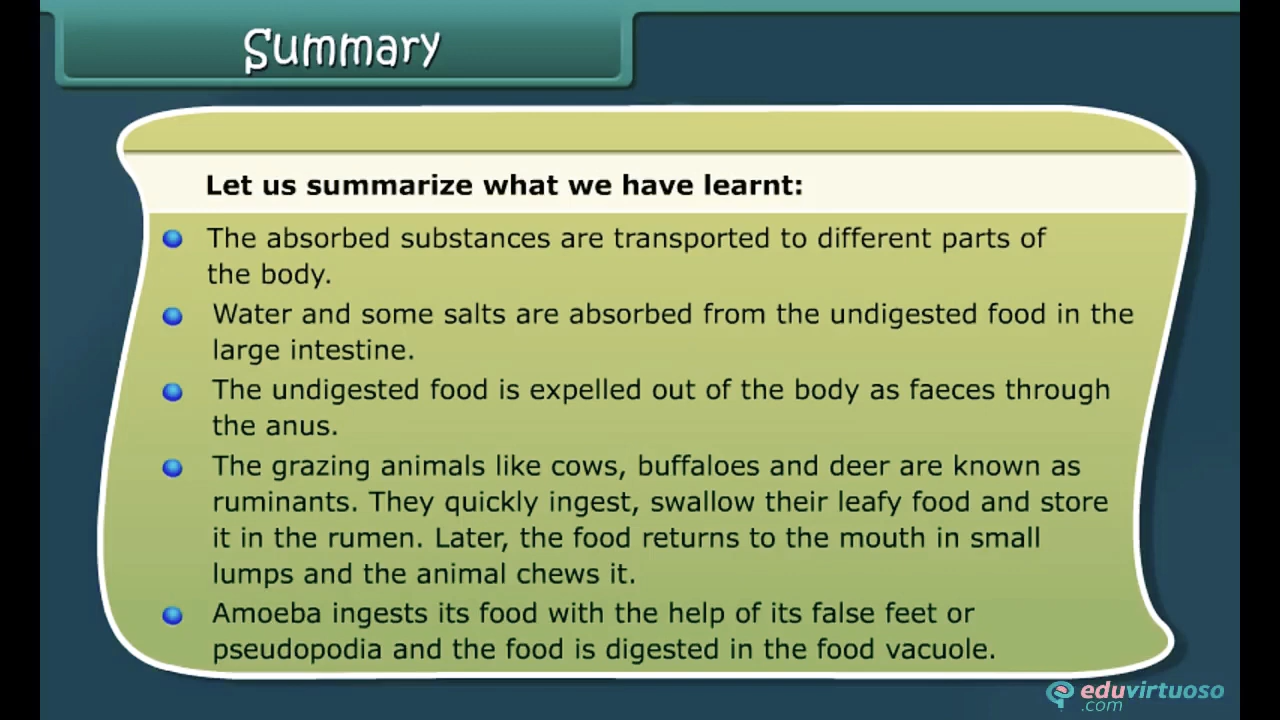 Summary
Let us summarize what we have learnt:
The absorbed substances are transported to different parts of
the body.
Water and some salts are absorbed from the undigested food in the
large intestine.
The undigested food is expelled out of the body as faeces through
the anus.
The grazing animals like cows, buffaloes and deer are known as
ruminants. They quickly ingest, swallow their leafy food and store
it in the rumen. Later, the food returns to the mouth in small
lumps and the animal chews it.
Amoeba ingests its food with the help of its false feet or
pseudopodia and the food is digested in the food vacuole.
eduvirtuoso
.com